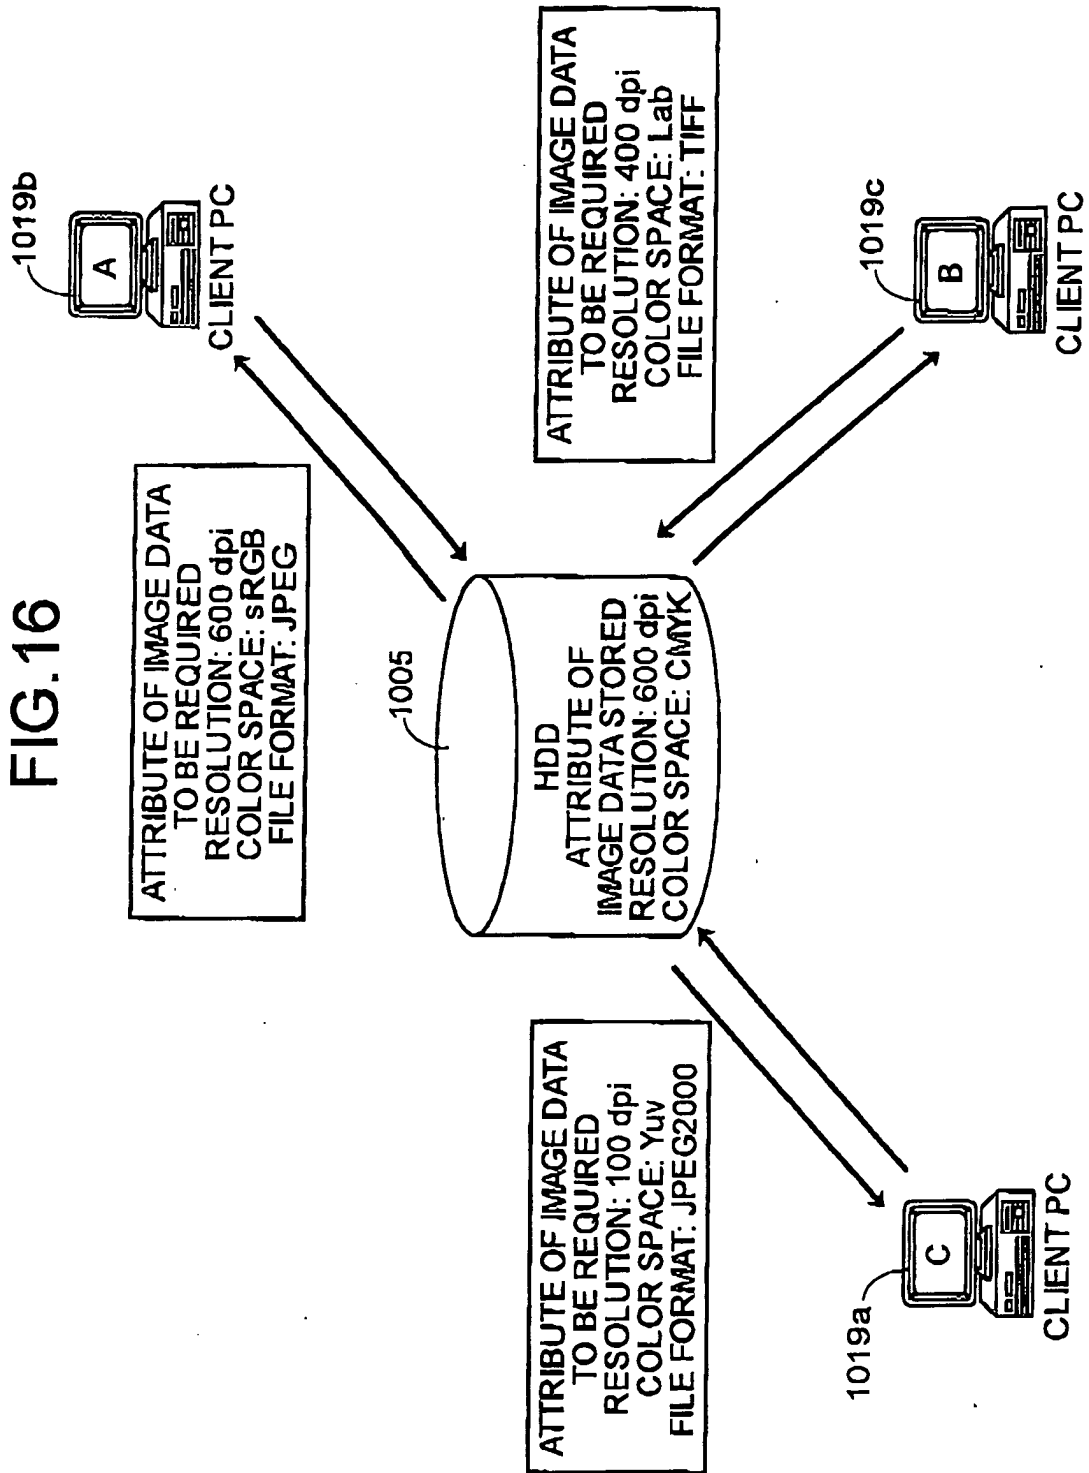 FIG.16
ATTRIBUTE OF IMAGE DATA
TO BE REQUIRED
RESOLUTION: 600 dpi
COLOR SPACE: sRGB
FILE FORMAT: JPEG
1019b
A
CLIENT PC
1005
HDD
ATTRIBUTE OF
IMAGE DATA STORED
RESOLUTION: 600 dpi
COLOR SPACE: CMYK
ATTRIBUTE OF IMAGE DATA
TO BE REQUIRED
RESOLUTION: 100 dpi
COLOR SPACE: Yuv
FILE FORMAT: JPEG2000
ATTRIBUTE OF IMAGE DATA
TO BE REQUIRED
RESOLUTION: 400 dpi
COLOR SPACE: Lab
FILE FORMAT: TIFF
1019a
C
CLIENT PC
1019c
B
CLIENT PC